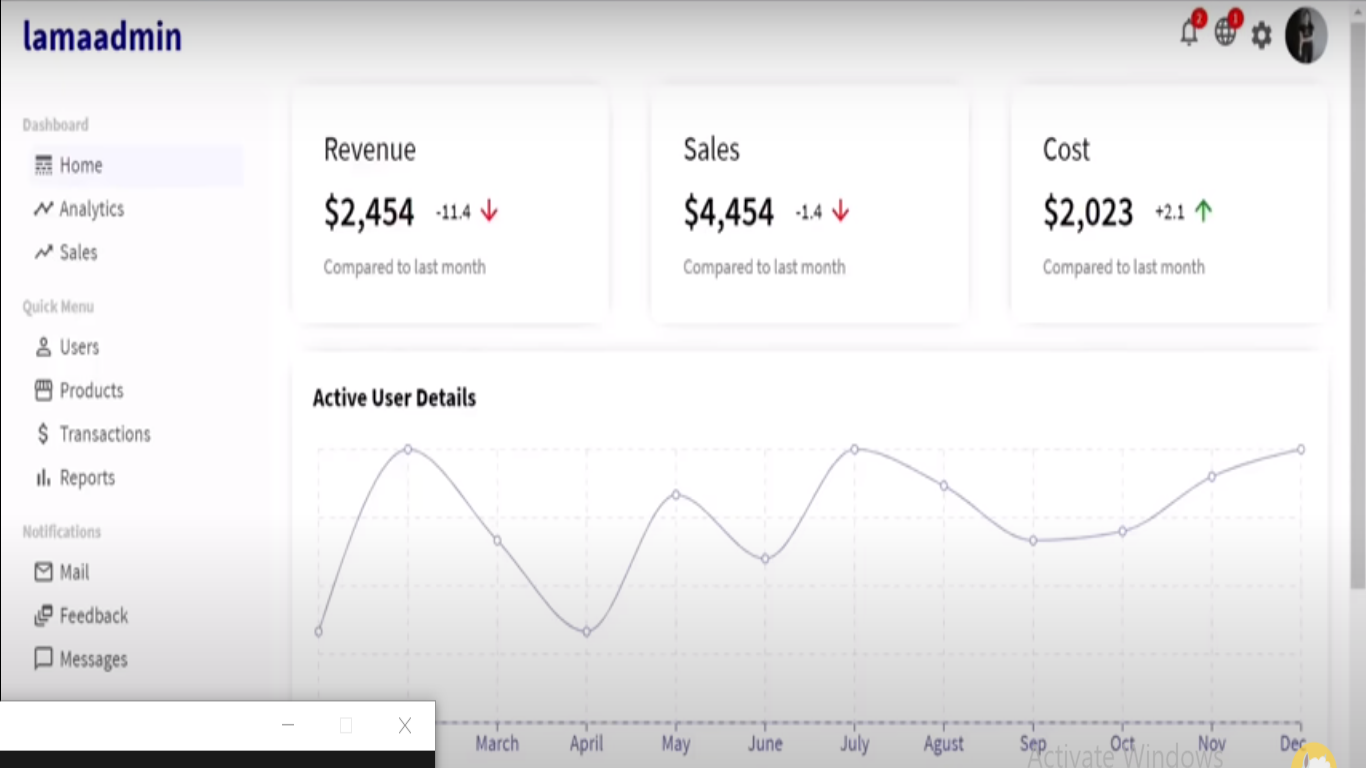 lamaadmin
2
3
Dashboard
Home
Analytics
Sales
Quick Menu
Users
Products
Transactions
Reports
Notifications
Mail
Feedback
Messages
Revenue
$2,454 -11.4
Compared to last month
Sales
$4,454 -1.4
Compared to last month
Cost
$2,023 +2.1
Compared to last month
Active User Details
March April May June July Agust Sep Oct Nov Dec
Activate Windows